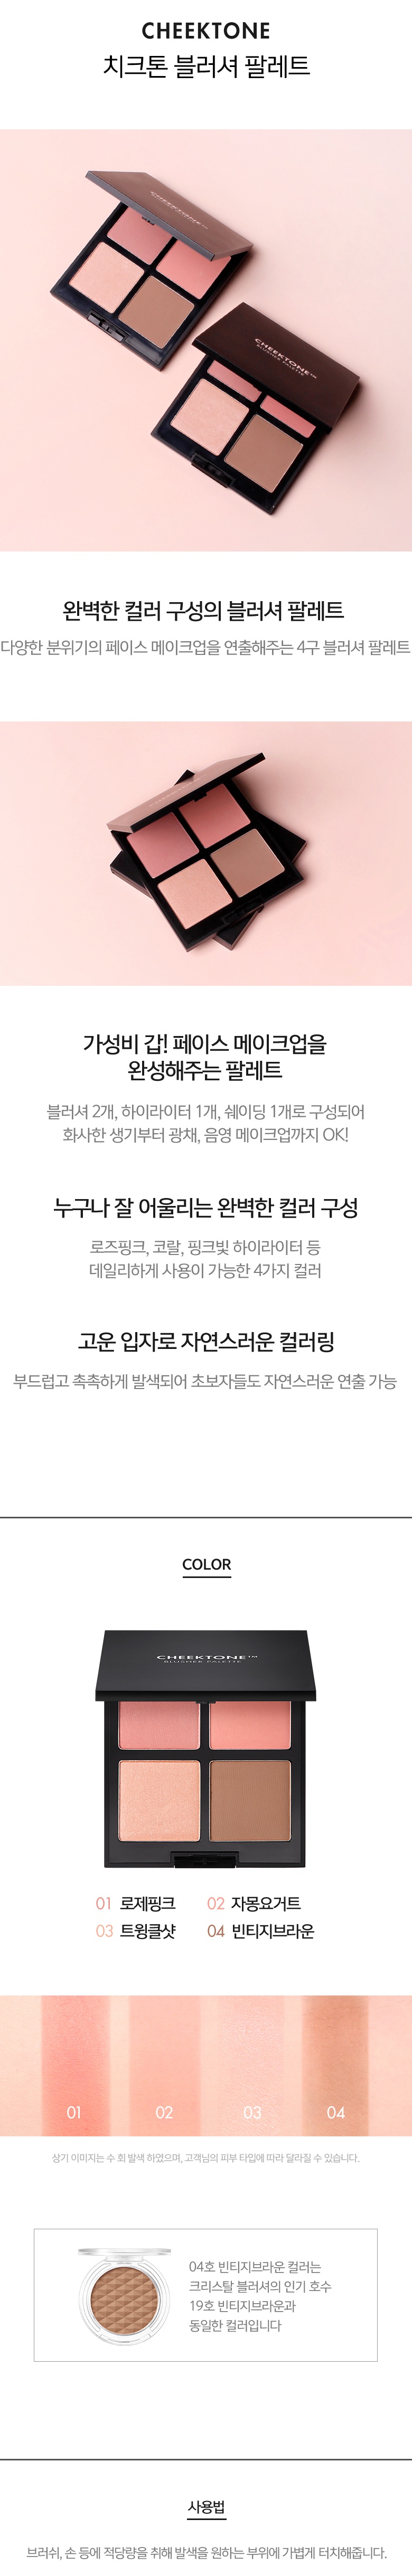 CHEEKTONE
치크톤 블러셔 팔레트
CHEEKTONE™
CHEEKTONE™
BLUSHER PALETTE
완벽한 컬러 구성의 블러셔 팔레트
다양한 분위기의 페이스 메이크업을 연출해주는 4구 블러셔 팔레트
가성비 갑! 페이스 메이크업을
완성해주는 팔레트
블러셔 2개, 하이라이터 1개, 쉐이딩 1개로 구성되어
화사한 생기부터 광채, 음영 메이크업까지 OK!
누구나 잘 어울리는 완벽한 컬러 구성
로즈핑크, 코랄, 핑크빛 하이라이터 등
데일리하게 사용이 가능한 4가지 컬러
고운 입자로 자연스러운 컬러링
부드럽고 촉촉하게 발색되어 초보자들도 자연스러운 연출 가능
COLOR
CHEEKTONE™
BLUSHER PALETTE
01 로제핑크 02 자몽요거트
03 트윙클샷 04 빈티지브라운
01 02 03 04
상기 이미지는 수 회 발색 하였으며, 고객님의 피부 타입에 따라 달라질 수 있습니다.
04호 빈티지브라운 컬러는
크리스탈 블러셔의 인기 호수
19호 빈티지브라운과
동일한 컬러입니다
사용법
브러쉬, 손 등에 적당량을 취해 발색을 원하는 부위에 가볍게 터치해줍니다.